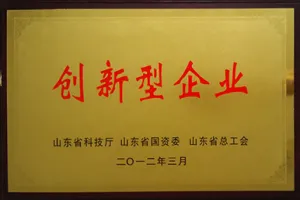 创新型企业
山东省科技厅 山东省国资委 山东省总工会
二〇一二年三月